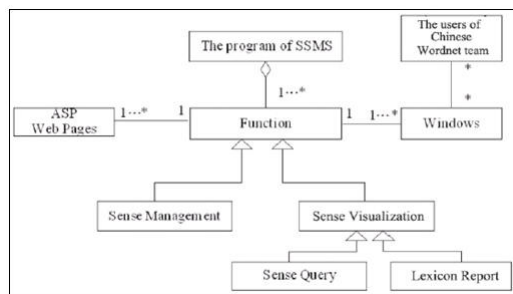 The program of SSMS
The users of
Chinese
Wordnet team
1···*
*
*
ASP
Web Pages
1···*
1
Function
1
1···*
Windows
Sense Management
Sense Visualization
Sense Query
Lexicon Report